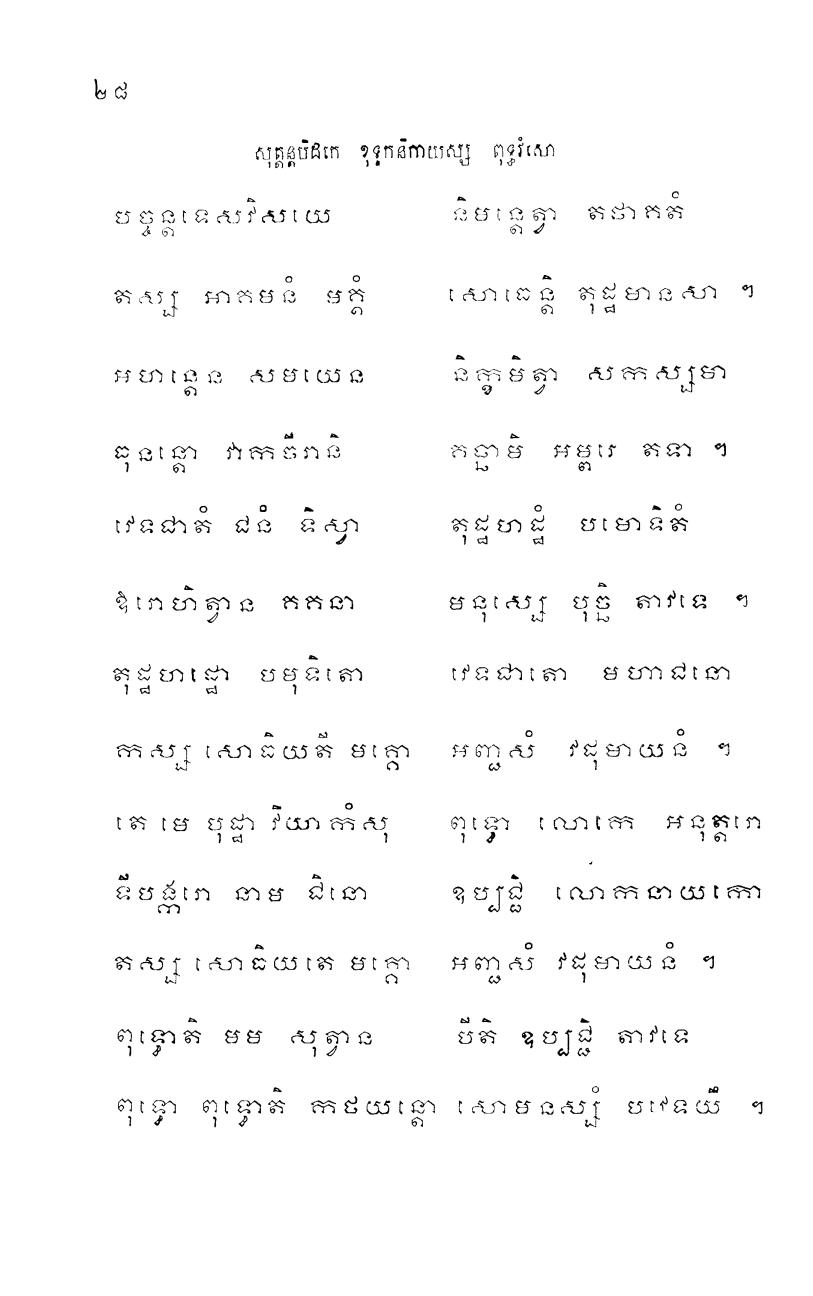 ២៨
សុត្តន្តបិដកេ ខុទ្ទកនិកាយស្ស ពុទ្ធវំសោ
បច្ចន្តទេសវិសយេ និមន្តេត្វា តថាគតំ
តស្ស អាគមនំ មគ្គំ សោធេន្តិ តុដ្ឋមានសា ។
អហន្តេន សមយេន និក្ខមិត្វា សកស្សមា
ធុនន្តោ វាកចីរានិ គច្ឆាមិ អម្ពរេ តទា ។
វេទជាតំ ជនំ ទិស្វា តុដ្ឋហដ្ឋំ បមោទិតំ
ឱរោហិត្វាន គគនា មនុស្សេ បុច្ឆិ តាវទេ ។
តុដ្ឋហដ្ឋោ បមុទិតោ វេទជាតោ មហាជនោ
កស្ស សោធិយតី មគ្គោ អញ្ជសំ វដុមាយនំ ។
តេ មេ បុដ្ឋា វិយាកំសុ ពុទ្ធោ លោកេ អនុត្តរោ
ទីបង្ករោ នាម ជិនោ ឧប្បជ្ជិ លោកនាយកោ
តស្ស សោធិយតេ មគ្គោ អញ្ជសំ វដុមាយនំ ។
ពុទ្ធោតិ មម សុត្វាន បីតិ ឧប្បជ្ជិ តាវទេ
ពុទ្ធោ ពុទ្ធោតិ កថយន្តោ សោមនស្សំ បវេទយឹ ។